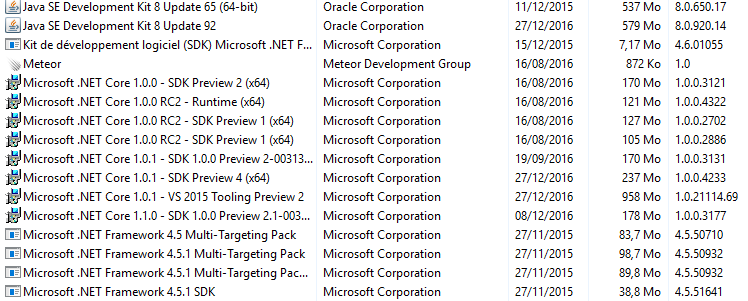 Java SE Development Kit 8 Update 65 (64-bit) Oracle Corporation 11/12/2015 537 Mo 8.0.650.17
Java SE Development Kit 8 Update 92 Oracle Corporation 27/12/2016 579 Mo 8.0.920.14
Kit de développement logiciel (SDK) Microsoft .NET F... Microsoft Corporation 15/12/2015 7,17 Mo 4.6.01055
Meteor Meteor Development Group 16/08/2016 872 Ko 1.0
Microsoft .NET Core 1.0.0 - SDK Preview 2 (x64) Microsoft Corporation 16/08/2016 170 Mo 1.0.0.3121
Microsoft .NET Core 1.0.0 RC2 - Runtime (x64) Microsoft Corporation 16/08/2016 121 Mo 1.0.0.4322
Microsoft .NET Core 1.0.0 RC2 - SDK Preview 1 (x64) Microsoft Corporation 16/08/2016 127 Mo 1.0.0.2702
Microsoft .NET Core 1.0.0 RC2 - SDK Preview 1 (x64) Microsoft Corporation 16/08/2016 105 Mo 1.0.0.2886
Microsoft .NET Core 1.0.1 - SDK 1.0.0 Preview 2-00313... Microsoft Corporation 19/09/2016 170 Mo 1.0.0.3131
Microsoft .NET Core 1.0.1 - SDK Preview 4 (x64) Microsoft Corporation 27/12/2016 237 Mo 1.0.0.4233
Microsoft .NET Core 1.0.1 - VS 2015 Tooling Preview 2 Microsoft Corporation 27/12/2016 958 Mo 1.0.21114.69
Microsoft .NET Core 1.1.0 - SDK 1.0.0 Preview 2.1-003... Microsoft Corporation 08/12/2016 178 Mo 1.0.0.3177
Microsoft .NET Framework 4.5 Multi-Targeting Pack Microsoft Corporation 27/11/2015 83,7 Mo 4.5.50710
Microsoft .NET Framework 4.5.1 Multi-Targeting Pack Microsoft Corporation 27/11/2015 98,7 Mo 4.5.50932
Microsoft .NET Framework 4.5.1 Multi-Targeting Pac... Microsoft Corporation 27/11/2015 89,8 Mo 4.5.50932
Microsoft .NET Framework 4.5.1 SDK Microsoft Corporation 27/11/2015 38,8 Mo 4.5.51641